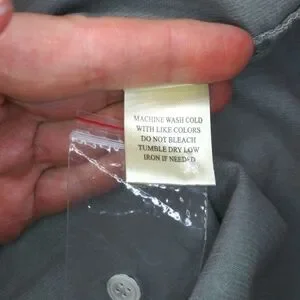 MACHINE WASH COLD
WITH LIKE COLORS
DO NOT BLEACH
TUMBLE DRY LOW
IRON IF NEEDED